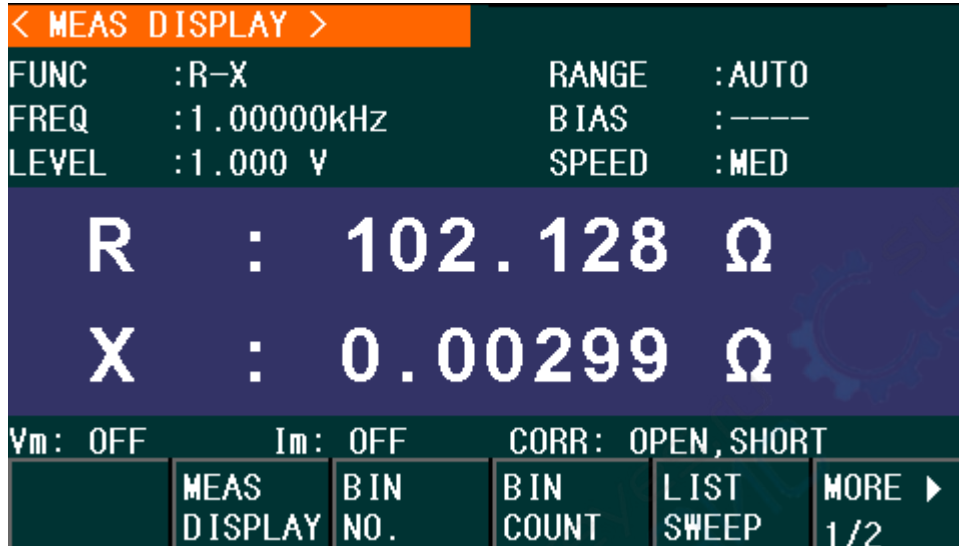 < MEAS DISPLAY >
FUNC :R-X RANGE :AUTO
FREQ :1.00000kHz BIAS :----
LEVEL :1.000 V SPEED :MED
R : 102.128 Ω
X : 0.00299 Ω
Vm: OFF Im: OFF CORR: OPEN,SHORT
MEAS DISPLAY
BIN NO.
BIN COUNT
LIST SWEEP
MORE ▶ 1/2